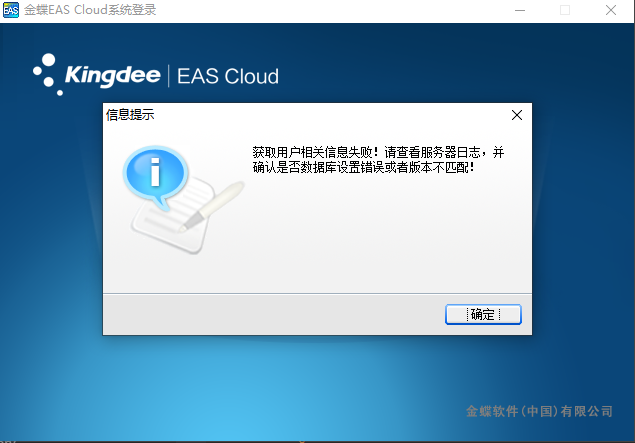 EAS 金蝶EAS Cloud系统登录
Kingdee | EAS Cloud
信息提示
获取用户相关信息失败！请查看服务器日志，并
确认是否数据库设置错误或者版本不匹配！
确定
金蝶软件(中国)有限公司